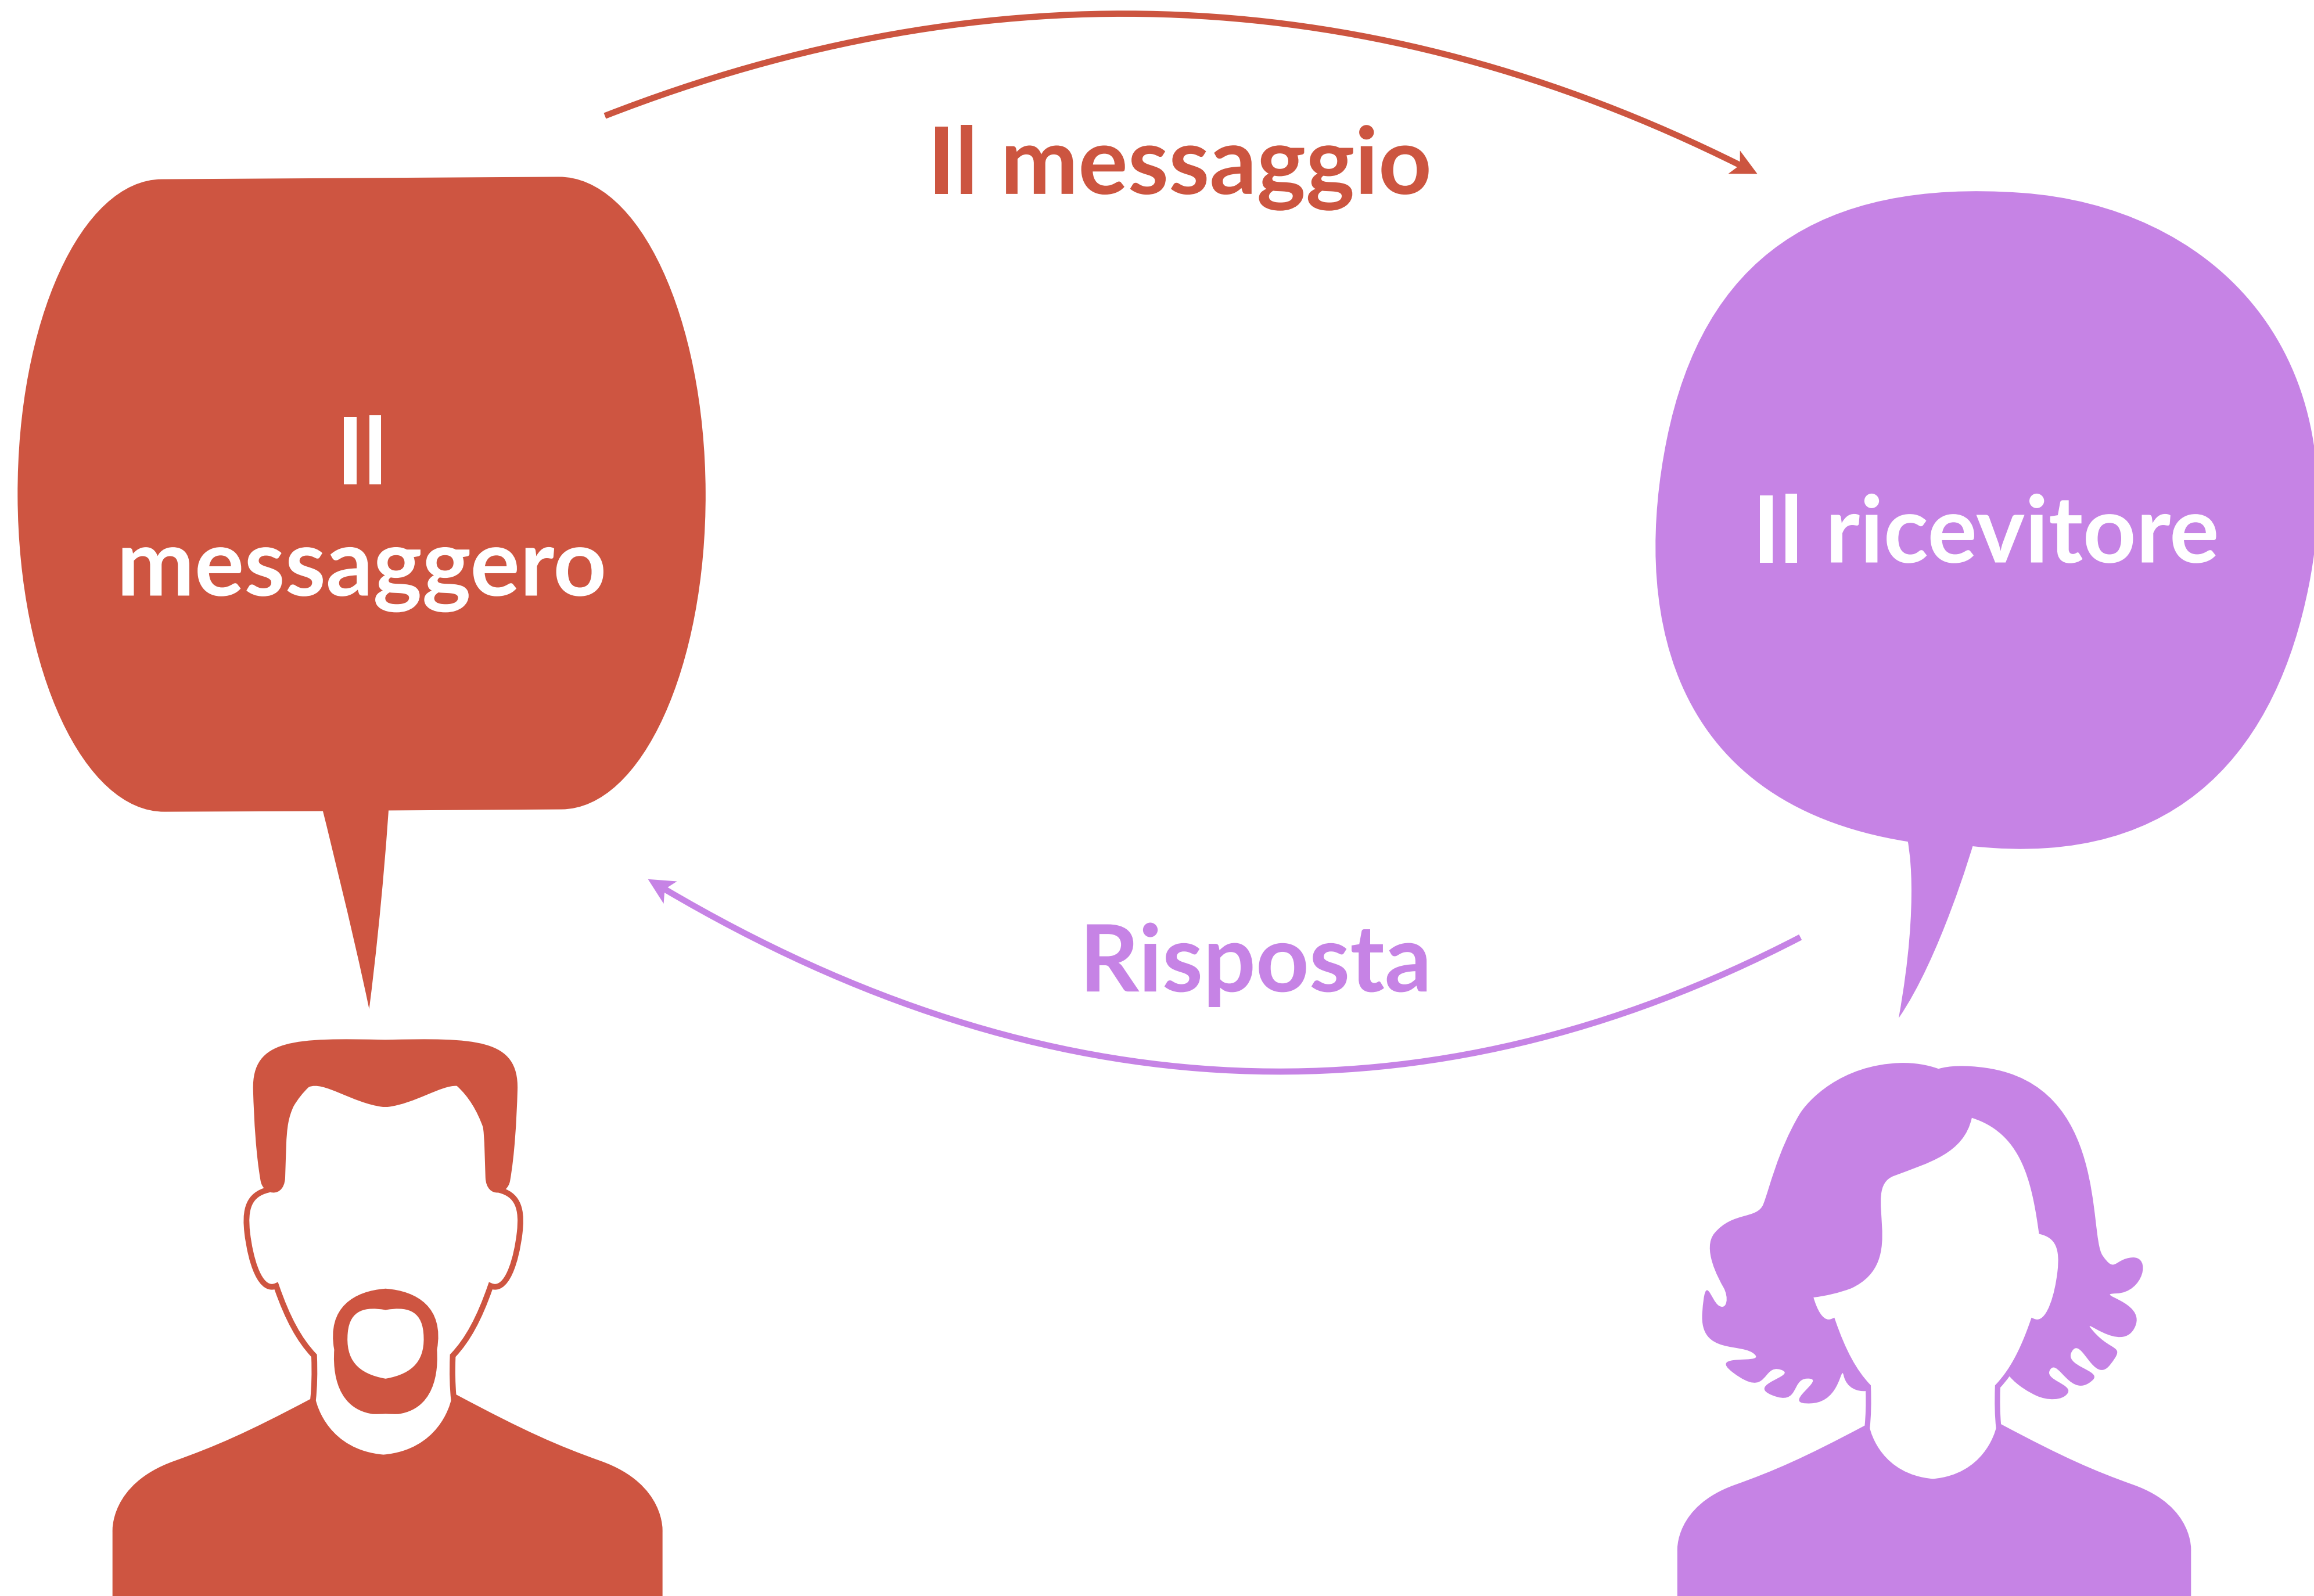 Il messaggio
Il
messaggero
Il ricevitore
Risposta